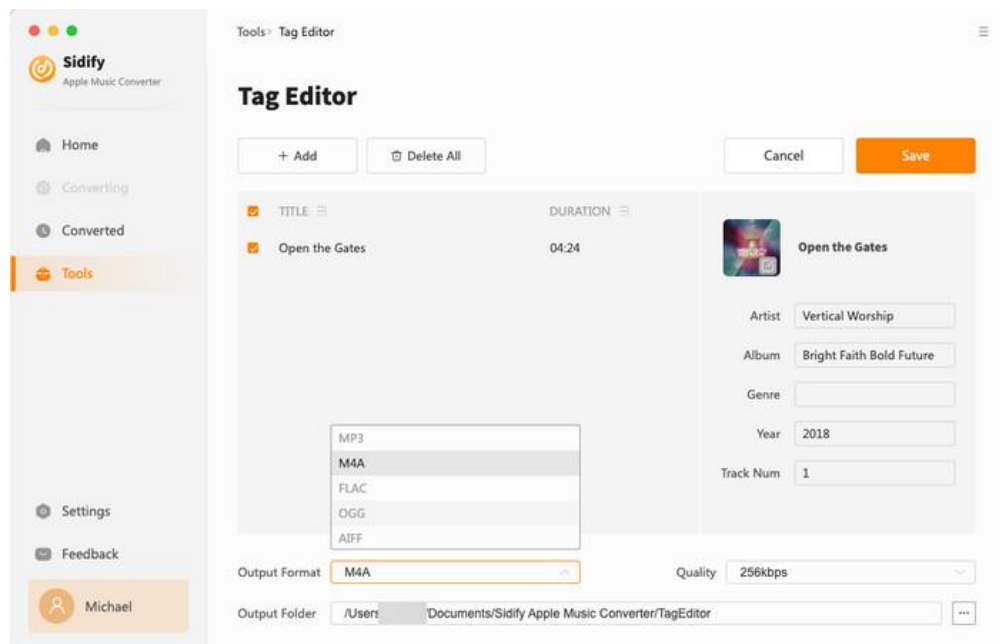 Tools› Tag Editor
Sidify
Apple Music Converter
Tag Editor
Home
Converting
Converted
Tools
Settings
Feedback
Michael
+ Add
Delete All
Cancel
Save
TITLE
DURATION
Open the Gates
04:24
Open the Gates
Artist
Vertical Worship
Album
Bright Faith Bold Future
Genre
Year
2018
Track Num
1
MP3
M4A
FLAC
OGG
AIFF
Output Format
M4A
Quality
256kbps
Output Folder
/Users /Documents/Sidify Apple Music Converter/TagEditor
...